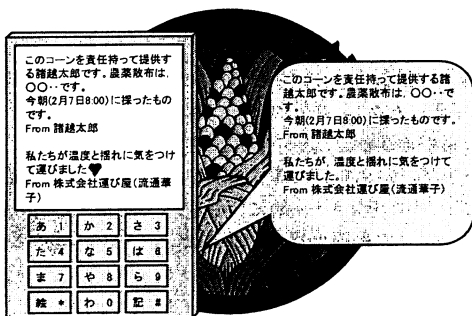 このコーンを責任持って提供す
る諸越太郎です。農薬散布は、
〇〇‥です。
今朝(2月7日8:00)に採ったもの
です。
From 諸越太郎
私たちが温度と揺れに気をつけ
て運びました♥
From 株式会社運び屋(流通華
子)
あ 1
か 2
さ 3
た 4
な 5
は 6
ま 7
や 8
ら 9
絵 *
わ 0
記 #
このコーンを責任持って提供する諸
越太郎です。農薬散布は、〇〇‥で
す。
今朝(2月7日8:00)に採ったものです。
From 諸越太郎
私たちが、温度と揺れに気をつけて
運びました。
From 株式会社運び屋(流通華子)